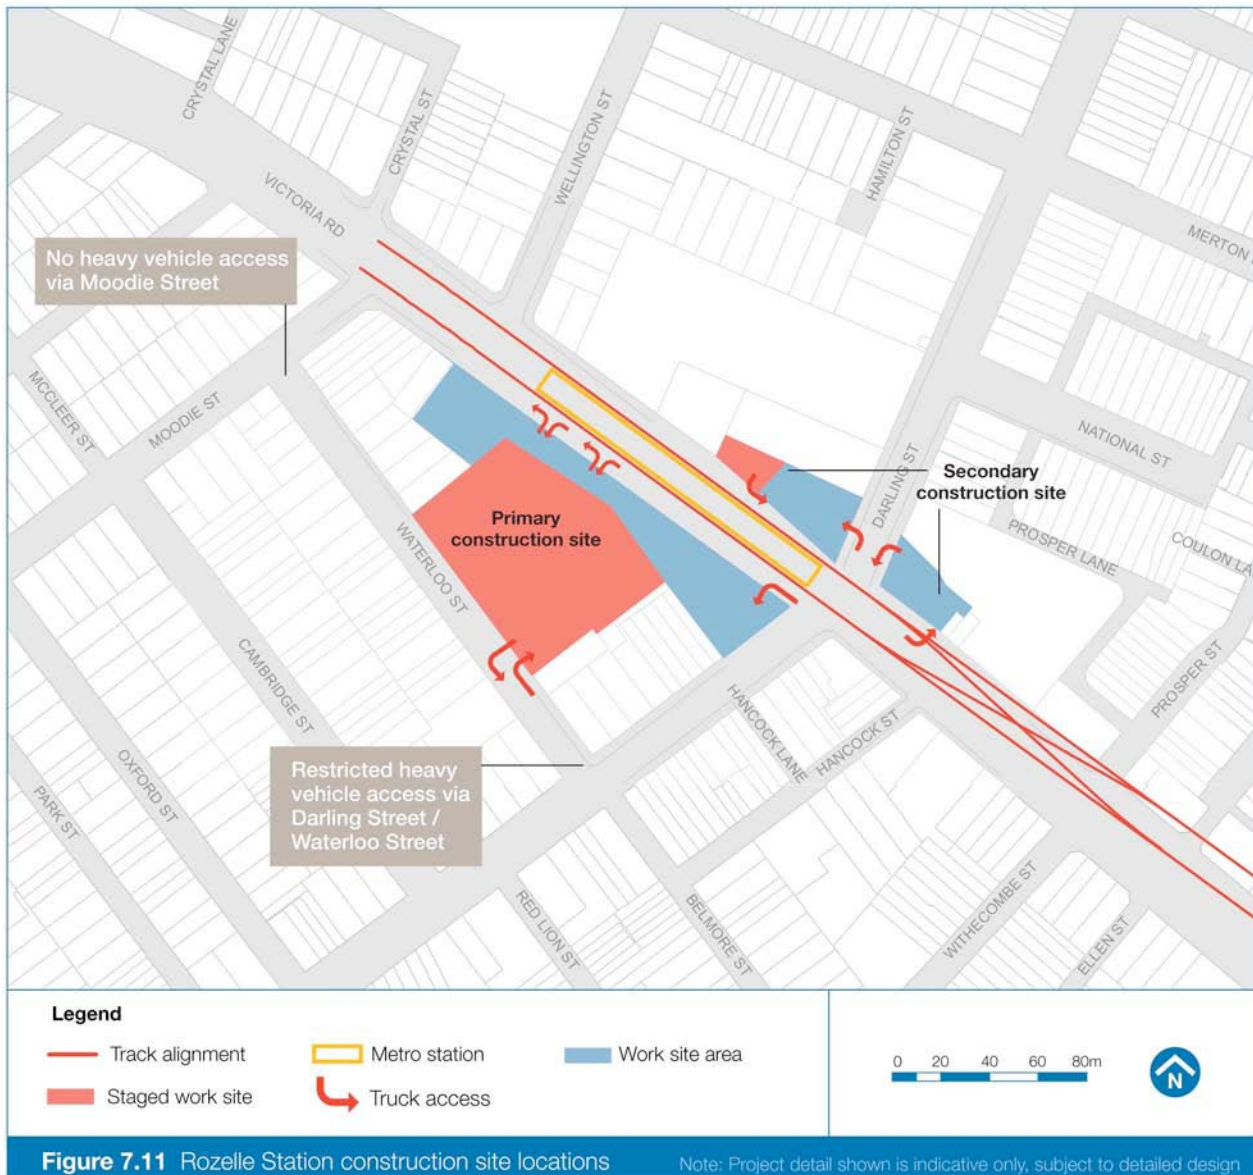 CRYSTAL LANE
CRYSTAL ST
WELLINGTON ST
HAMILTON ST
VICTORIA RD
MERTON S
No heavy vehicle access
via Moodie Street
MCCLEER ST
MOODIE ST
NATIONAL ST
DARLING ST
Secondary
construction site
Primary
construction site
PROSPER LANE
COULON LA
WATERLOO ST
CAMBRIDGE ST
PROSPER ST
HANCOCK LANE
HANCOCK ST
OXFORD ST
PARK ST
Restricted heavy
vehicle access via
Darling Street /
Waterloo Street
RED LION ST
BELMORE ST
WITHECOMBE ST
ELLEN ST
Legend
Track alignment
Metro station
Work site area
Staged work site
Truck access
0 20 40 60 80m
N
Figure 7.11 Rozelle Station construction site locations
Note: Project detail shown is indicative only, subject to detailed design